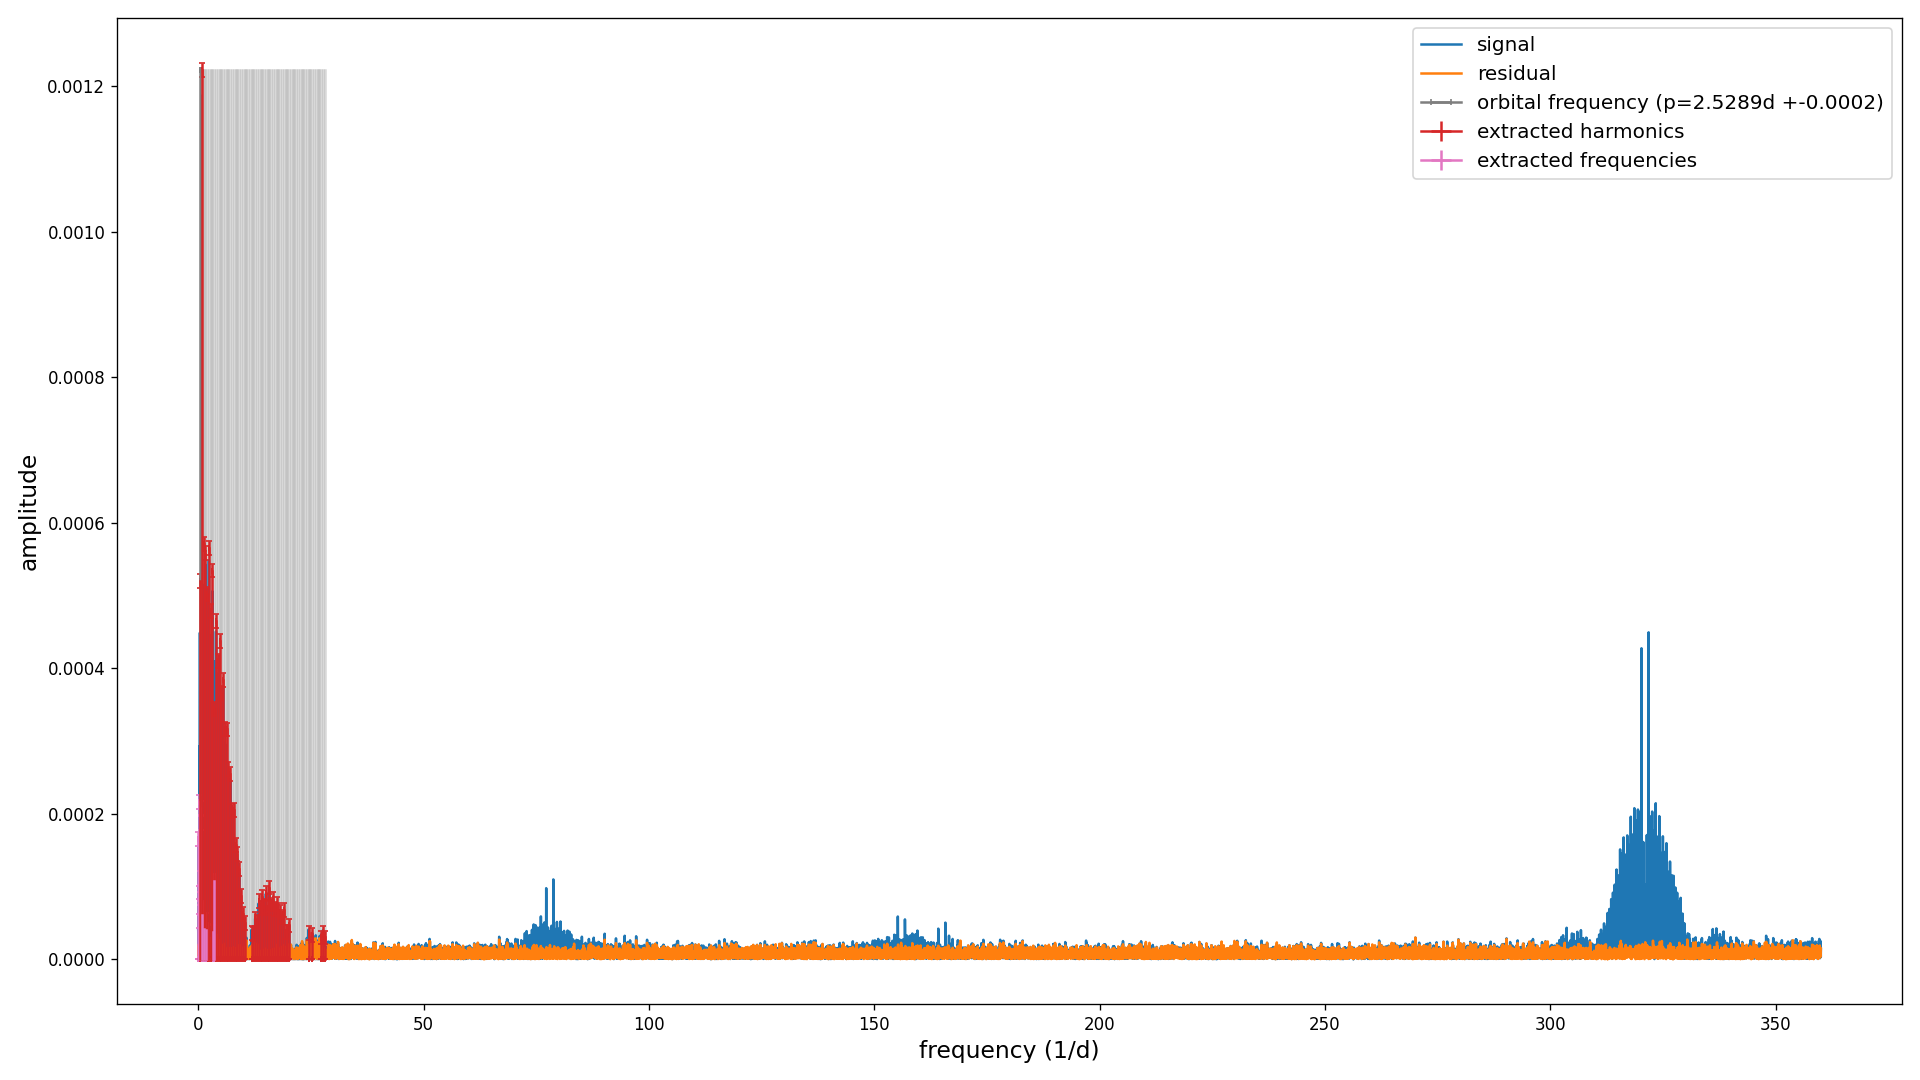 signal
residual
orbital frequency (p=2.5289d +-0.0002)
extracted harmonics
extracted frequencies
0.0012
0.0010
0.0008
0.0006
0.0004
0.0002
0.0000
amplitude
0 50 100 150 200 250 300 350
frequency (1/d)